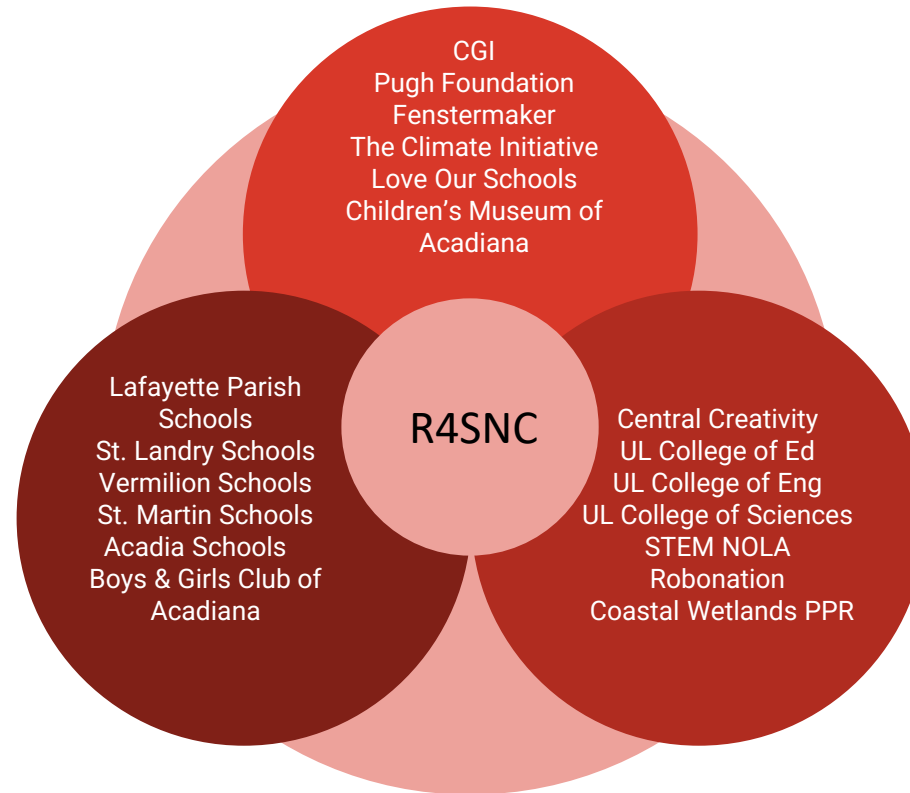 CGI
Pugh Foundation
Fenstermaker
The Climate Initiative
Love Our Schools
Children’s Museum of
Acadiana
Lafayette Parish
Schools
St. Landry Schools
Vermilion Schools
St. Martin Schools
Acadia Schools
Boys & Girls Club of
Acadiana
R4SNC
Central Creativity
UL College of Ed
UL College of Eng
UL College of Sciences
STEM NOLA
Robonation
Coastal Wetlands PPR